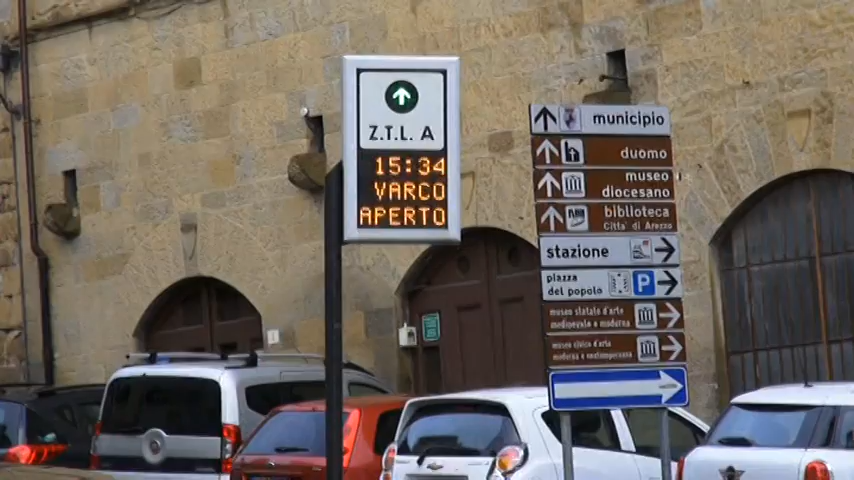 Z.T.L. A
15:34
VARCO
APERTO
municipio
duomo
museo
diocesano
biblioteca
città di Arezzo
stazione
piazza
del popolo
P
museo statale d'arte
medievale e moderna
museo civico d'arte
moderna e contemporanea